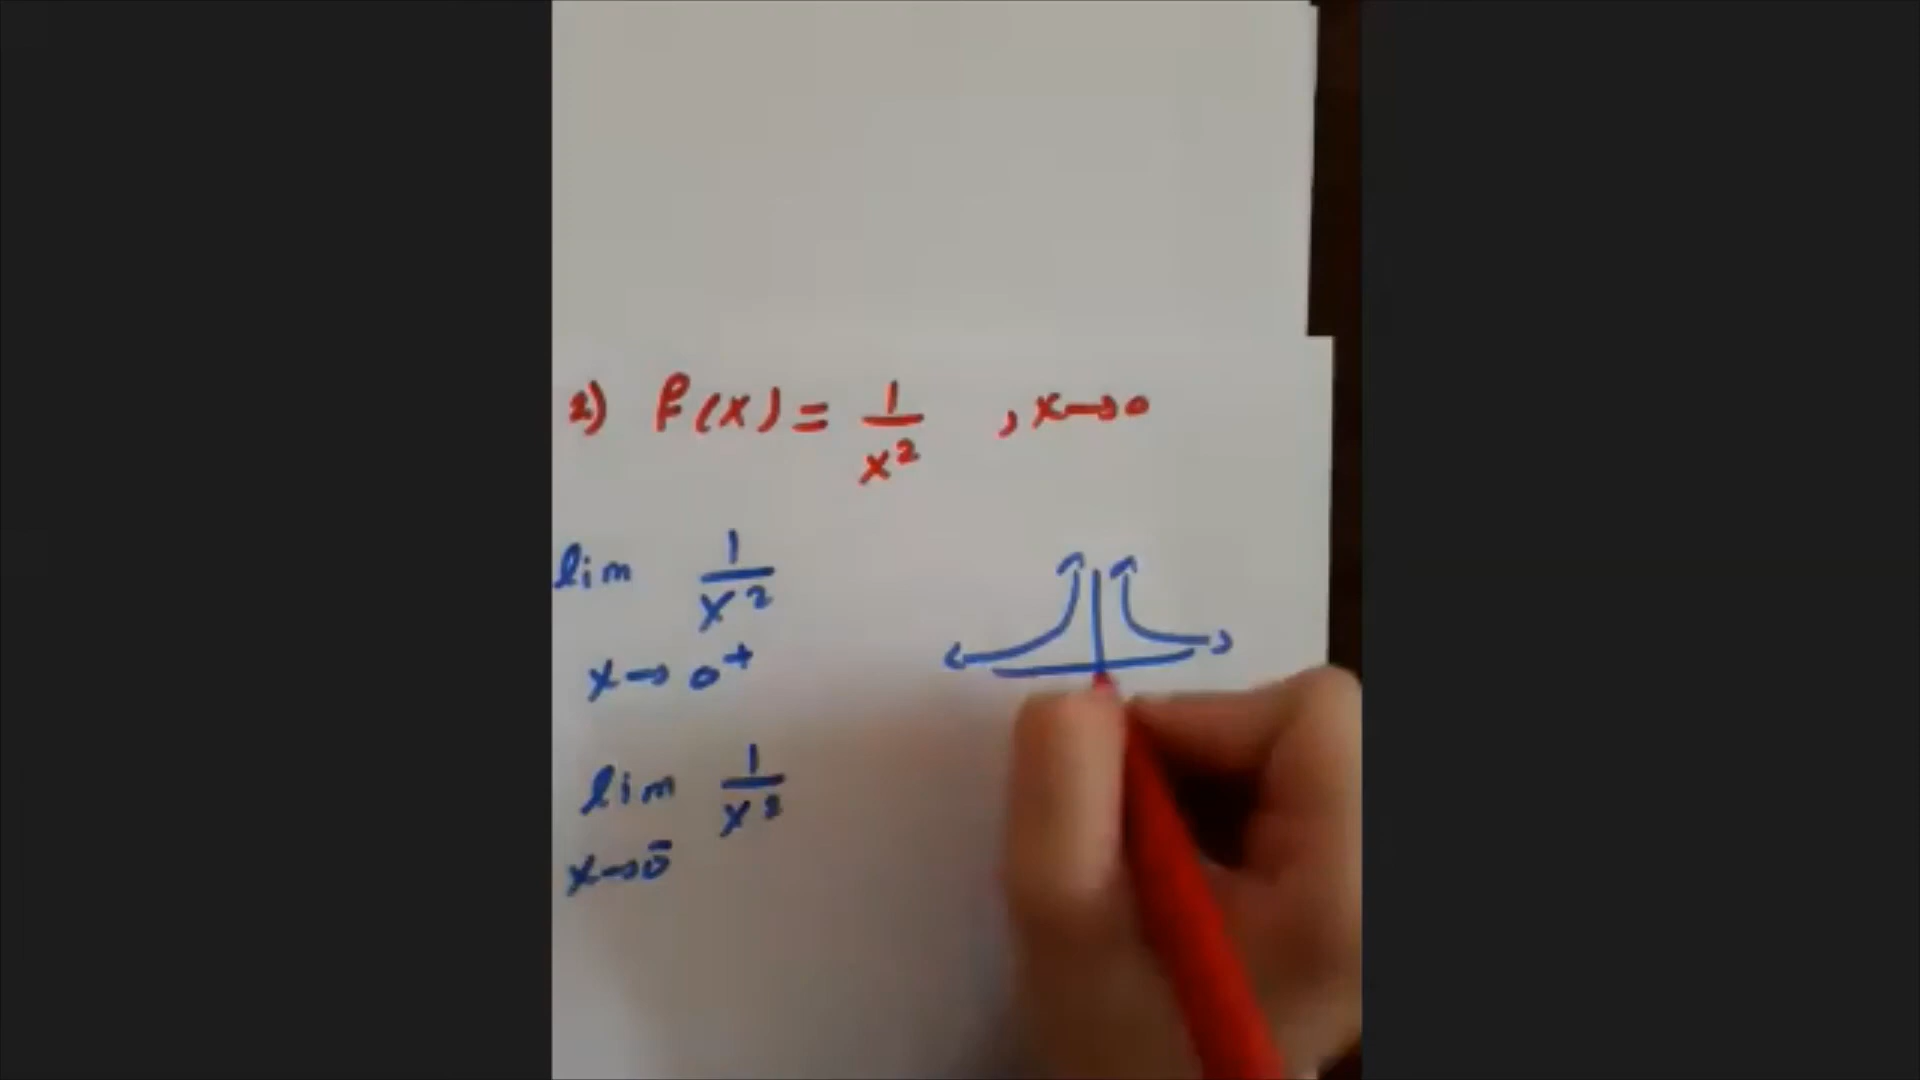 2) f(x) = 1/x² , x→0
lim 1/x²
x→0⁺
lim 1/x²
x→0⁻